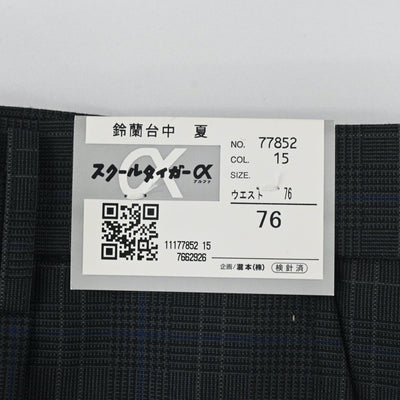 鈴蘭台中 夏
スクールタイガーα
アルファ
11177852 15
7662926
NO. 77852
COL. 15
SIZE.
ウエスト 76
76
企画/瀧本(株) 検針済